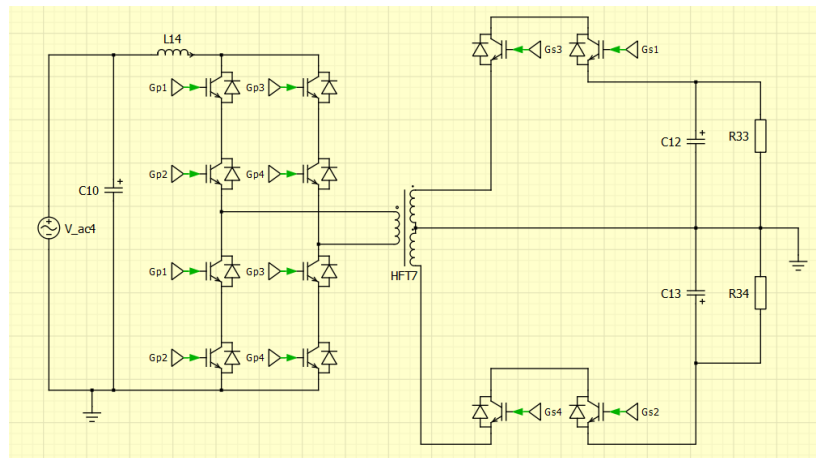 L14
Gs3
Gs1
Gp1
Gp3
C12
R33
Gp2
Gp4
C10
V_ac4
HFT7
Gp1
Gp3
C13
R34
Gp2
Gp4
Gs4
Gs2